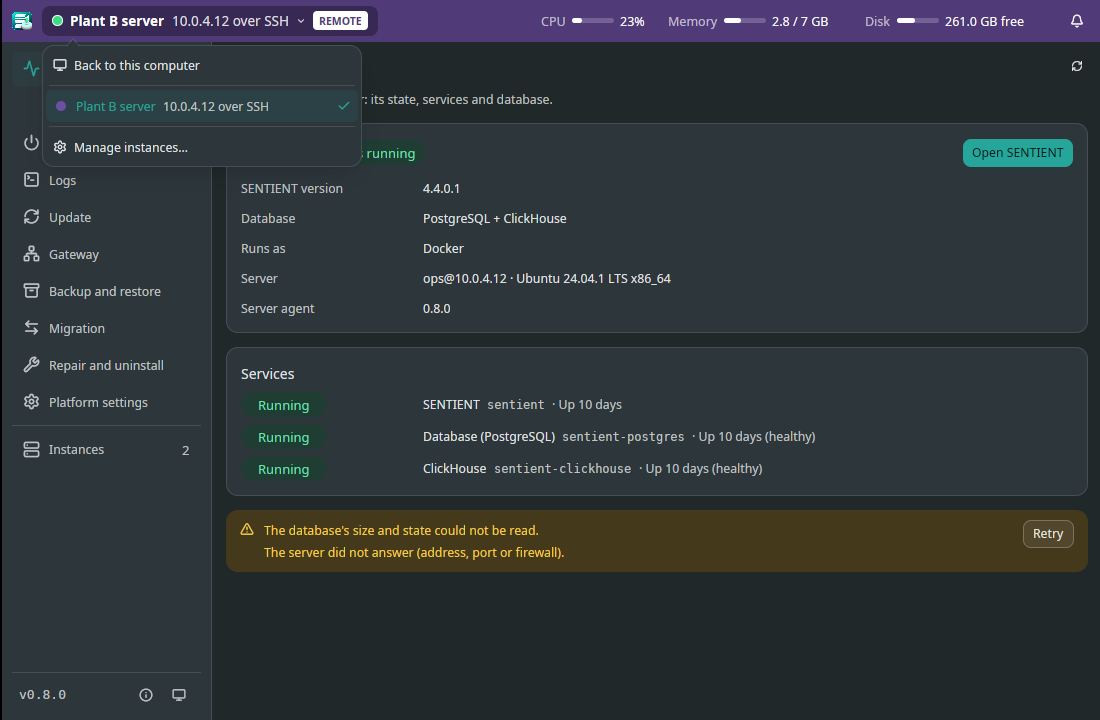 Plant B server 10.0.4.12 over SSH REMOTE CPU 23% Memory 2.8 / 7 GB Disk 261.0 GB free
Back to this computer
Plant B server 10.0.4.12 over SSH
Manage instances...
: its state, services and database.
running
Open SENTIENT
SENTIENT version 4.4.0.1
Database PostgreSQL + ClickHouse
Runs as Docker
Server ops@10.0.4.12 · Ubuntu 24.04.1 LTS x86_64
Server agent 0.8.0
Logs
Update
Gateway
Backup and restore
Migration
Repair and uninstall
Platform settings
Instances 2
Services
Running SENTIENT sentient · Up 10 days
Running Database (PostgreSQL) sentient-postgres · Up 10 days (healthy)
Running ClickHouse sentient-clickhouse · Up 10 days (healthy)
The database's size and state could not be read.
The server did not answer (address, port or firewall).
Retry
v0.8.0